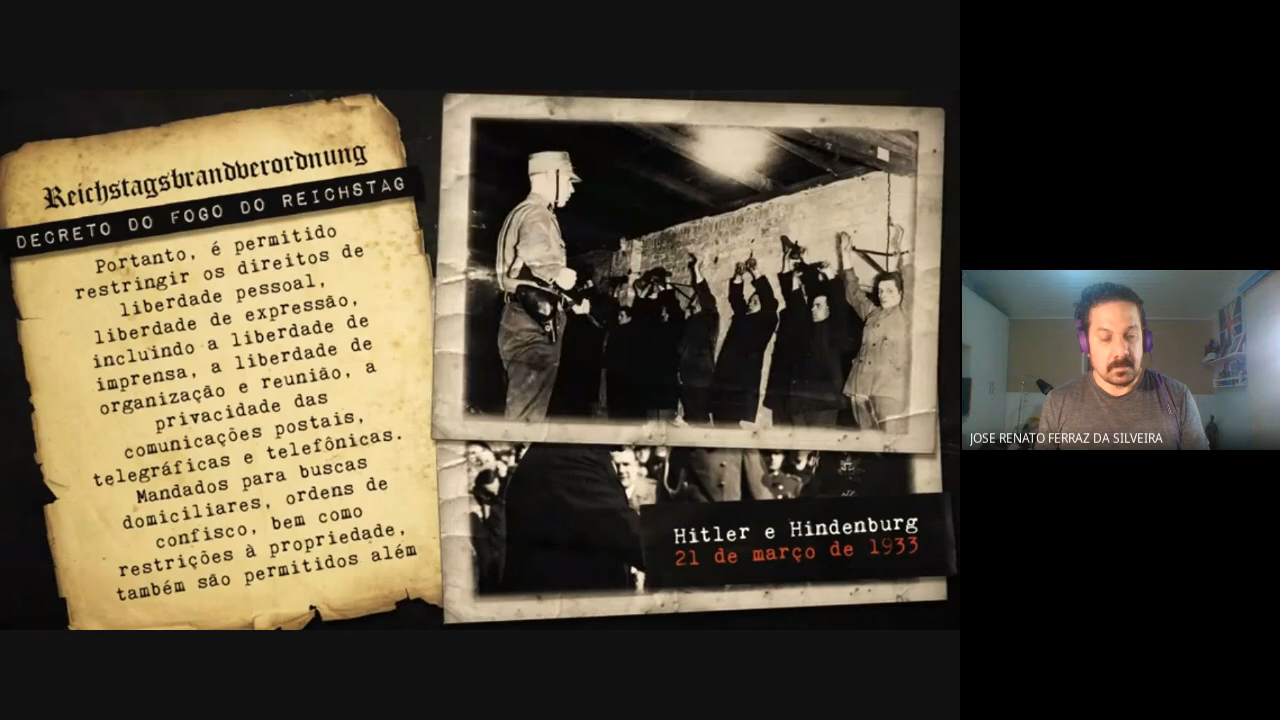 Reichstagsbrandverordnung
DECRETO DO FOGO DO REICHSTAG
Portanto, é permitido
restringir os direitos de
liberdade pessoal,
liberdade de expressão,
incluindo a liberdade de
imprensa, a liberdade de
organização e reunião, a
privacidade das
comunicações postais,
telegráficas e telefônicas.
Mandados para buscas
domiciliares, ordens de
confisco, bem como
restrições à propriedade,
também são permitidos além
Hitler e Hindenburg
21 de março de 1933
JOSE RENATO FERRAZ DA SILVEIRA